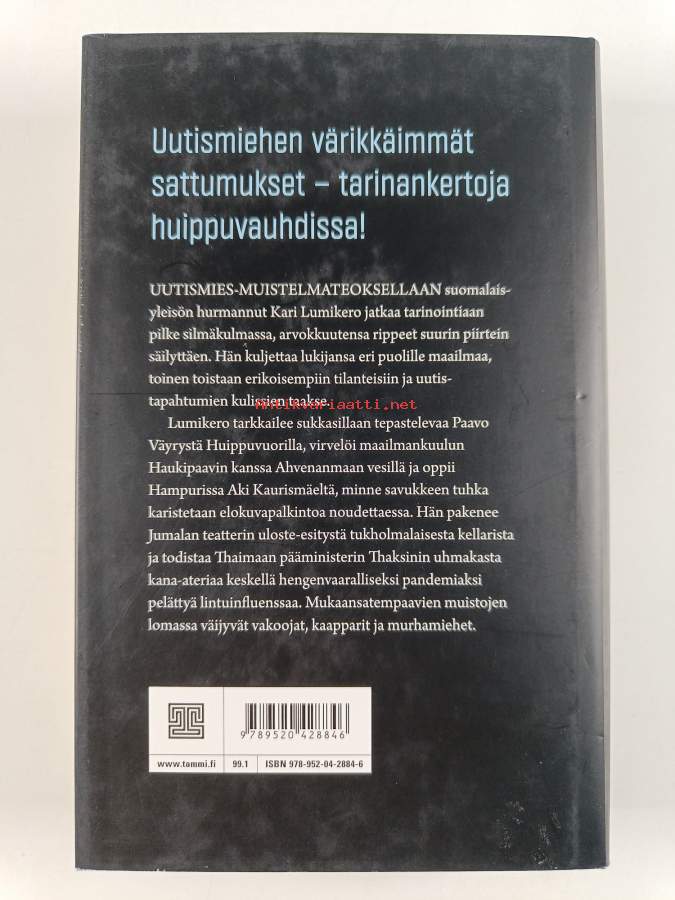 Uutismiehen värikkäimmät
sattumukset – tarinankertoja
huippuvauhdissa!
UUTISMIES-MUISTELMATEOKSELLAAN suomalais-
yleisön hurmannut Kari Lumikero jatkaa tarinointiaan
pilke silmäkulmassa, arvokkuutensa rippeet suurin piirtein
säilyttäen. Hän kuljettaa lukijansa eri puolille maailmaa,
toinen toistaan erikoisempiin tilanteisiin ja uutis-
tapahtumien kulissien taakse.
antikvariaatti.net
Lumikero tarkkailee sukkasillaan tepastelevaa Paavo
Väyrystä Huippuvuorilla, virvelöi maailmankuulun
Haukipaavin kanssa Ahvenanmaan vesillä ja oppii
Hampurissa Aki Kaurismäeltä, minne savukkeen tuhka
karistetaan elokuvapalkintoa noudettaessa. Hän pakenee
Jumalan teatterin uloste-esitystä tukholmalaisesta kellarista
ja todistaa Thaimaan pääministerin Thaksinin uhmakasta
kana-ateriaa keskellä hengenvaaralliseksi pandemiaksi
pelättyä lintuinfluenssaa. Mukaansatempaavien muistojen
lomassa väijyvät vakoojat, kaapparit ja murhamiehet.
9 789520 428846
www.tammi.fi 99.1 ISBN 978-952-04-2884-6